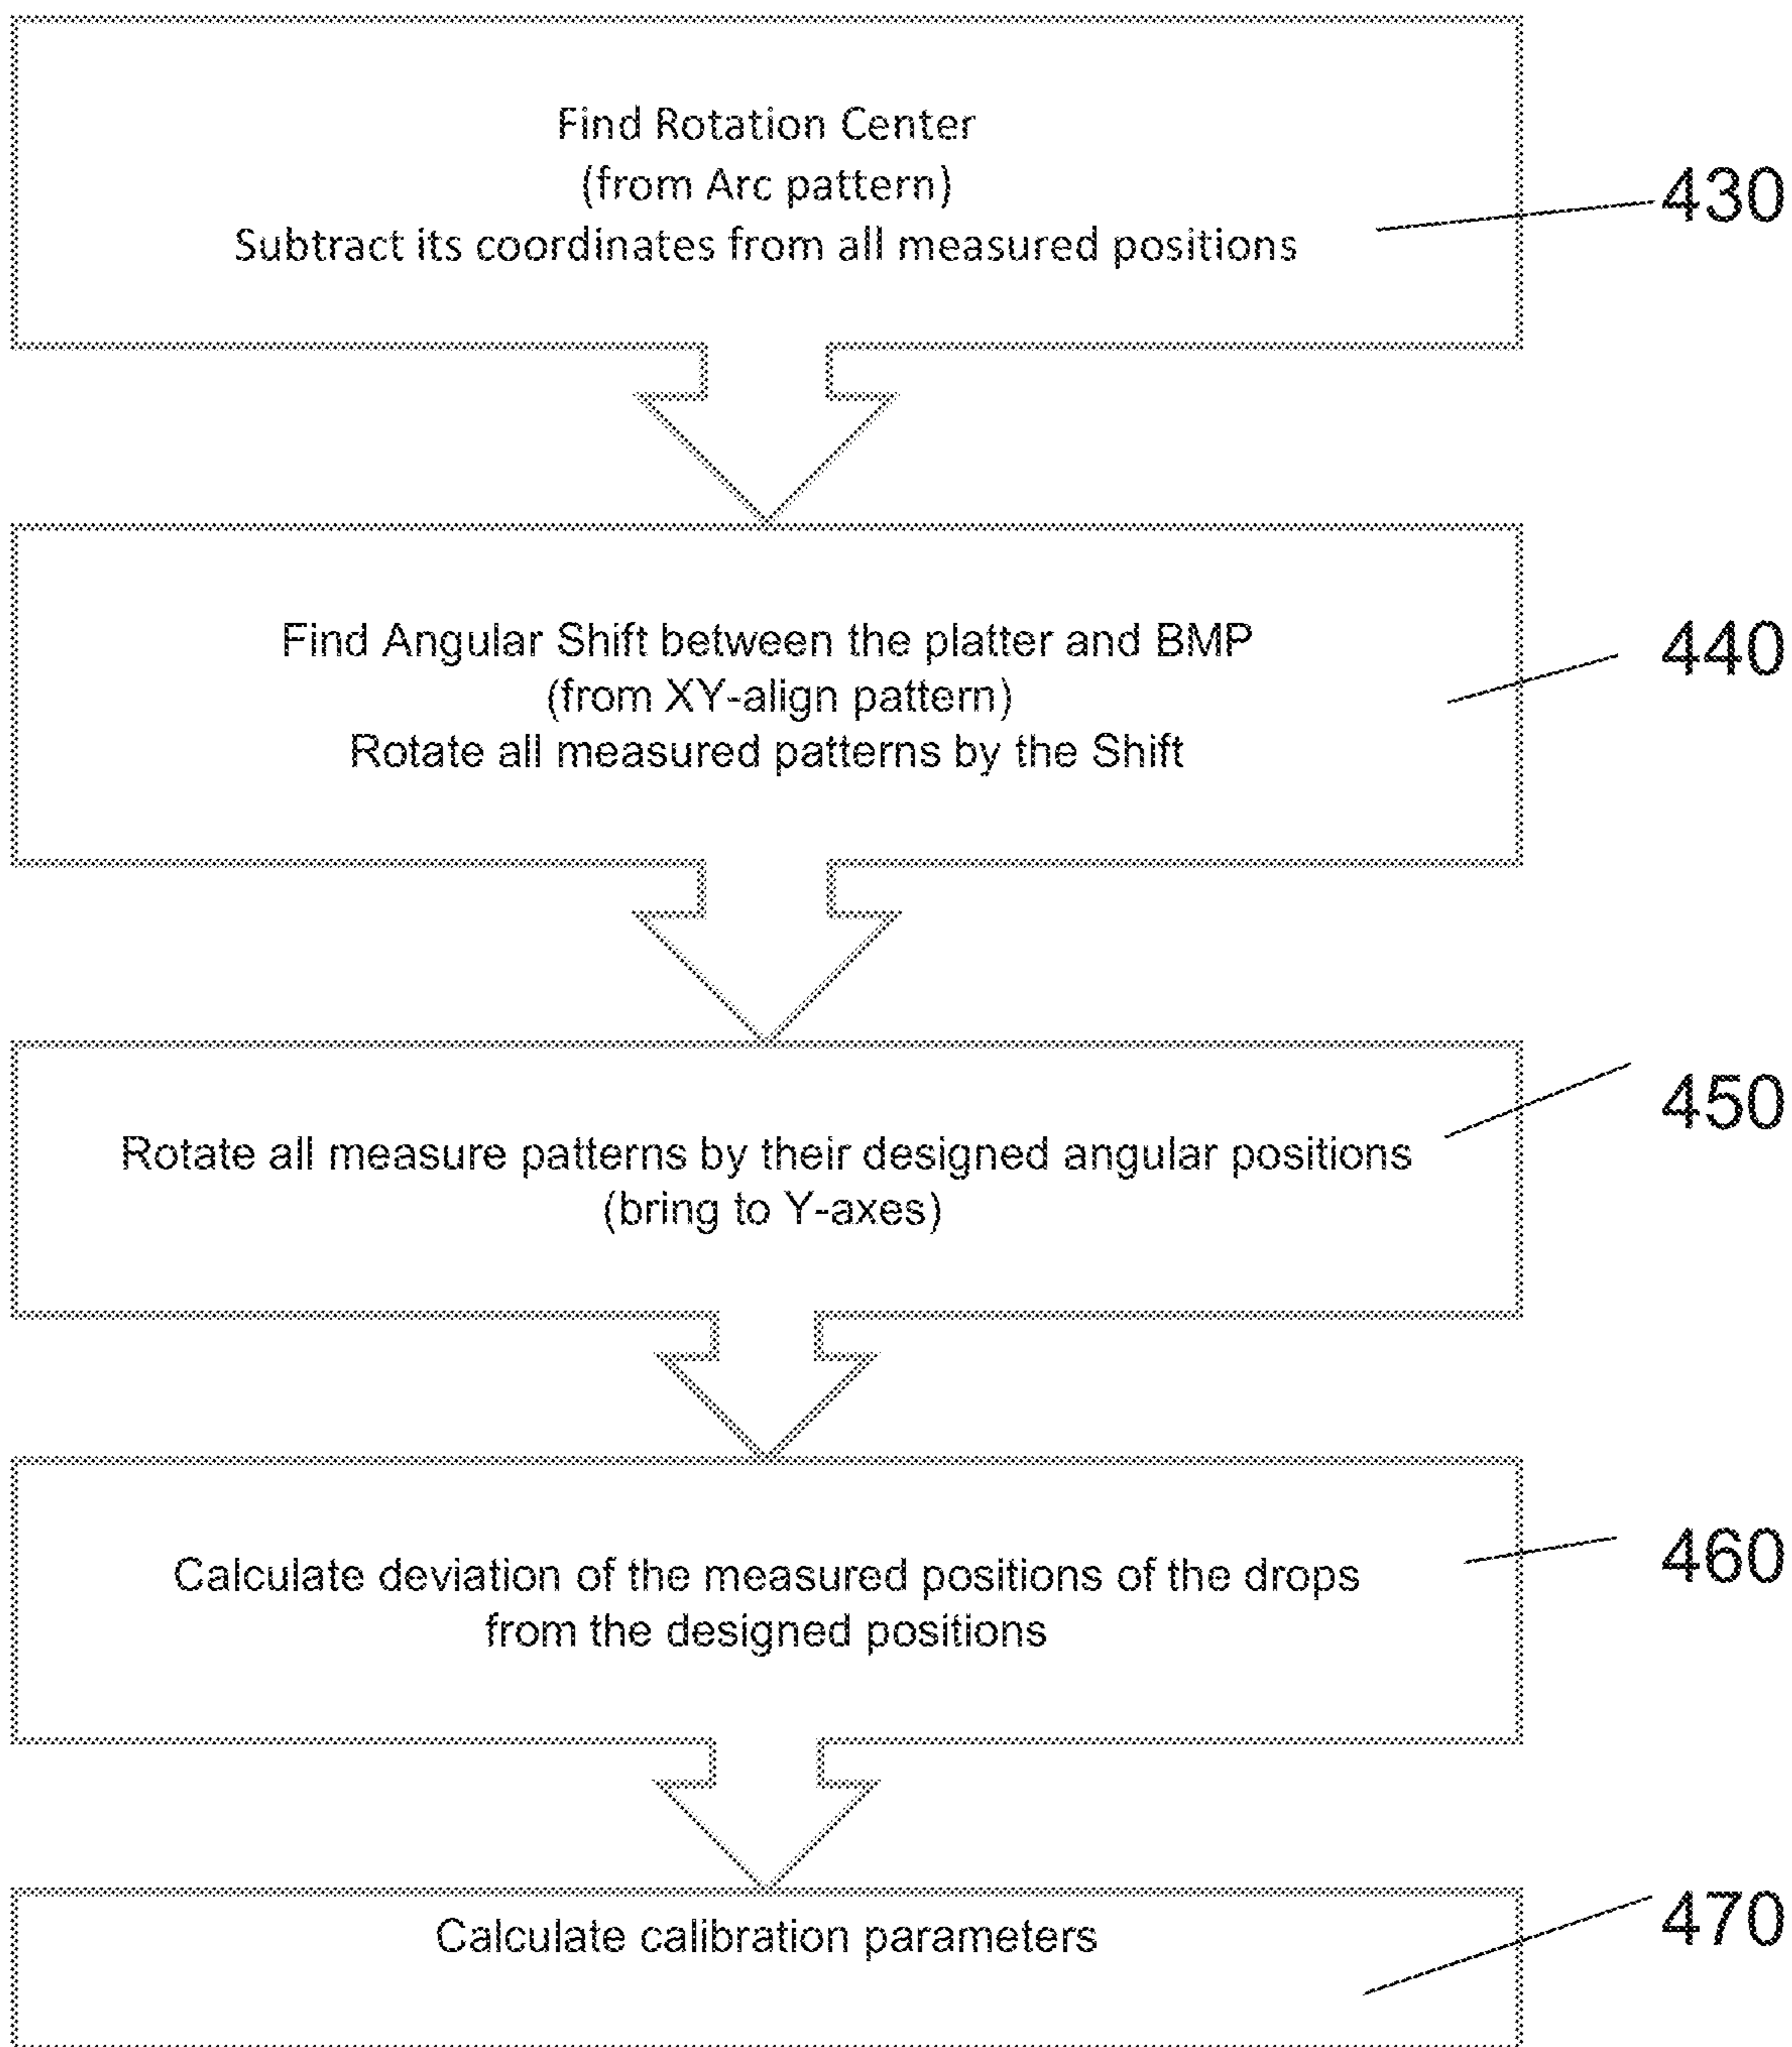 Find Rotation Center
(from Arc pattern)
Subtract its coordinates from all measured positions
430
Find Angular Shift between the platter and BMP
(from XY-align pattern)
Rotate all measured patterns by the Shift
440
Rotate all measure patterns by their designed angular positions
(bring to Y-axes)
450
Calculate deviation of the measured positions of the drops
from the designed positions
460
Calculate calibration parameters
470